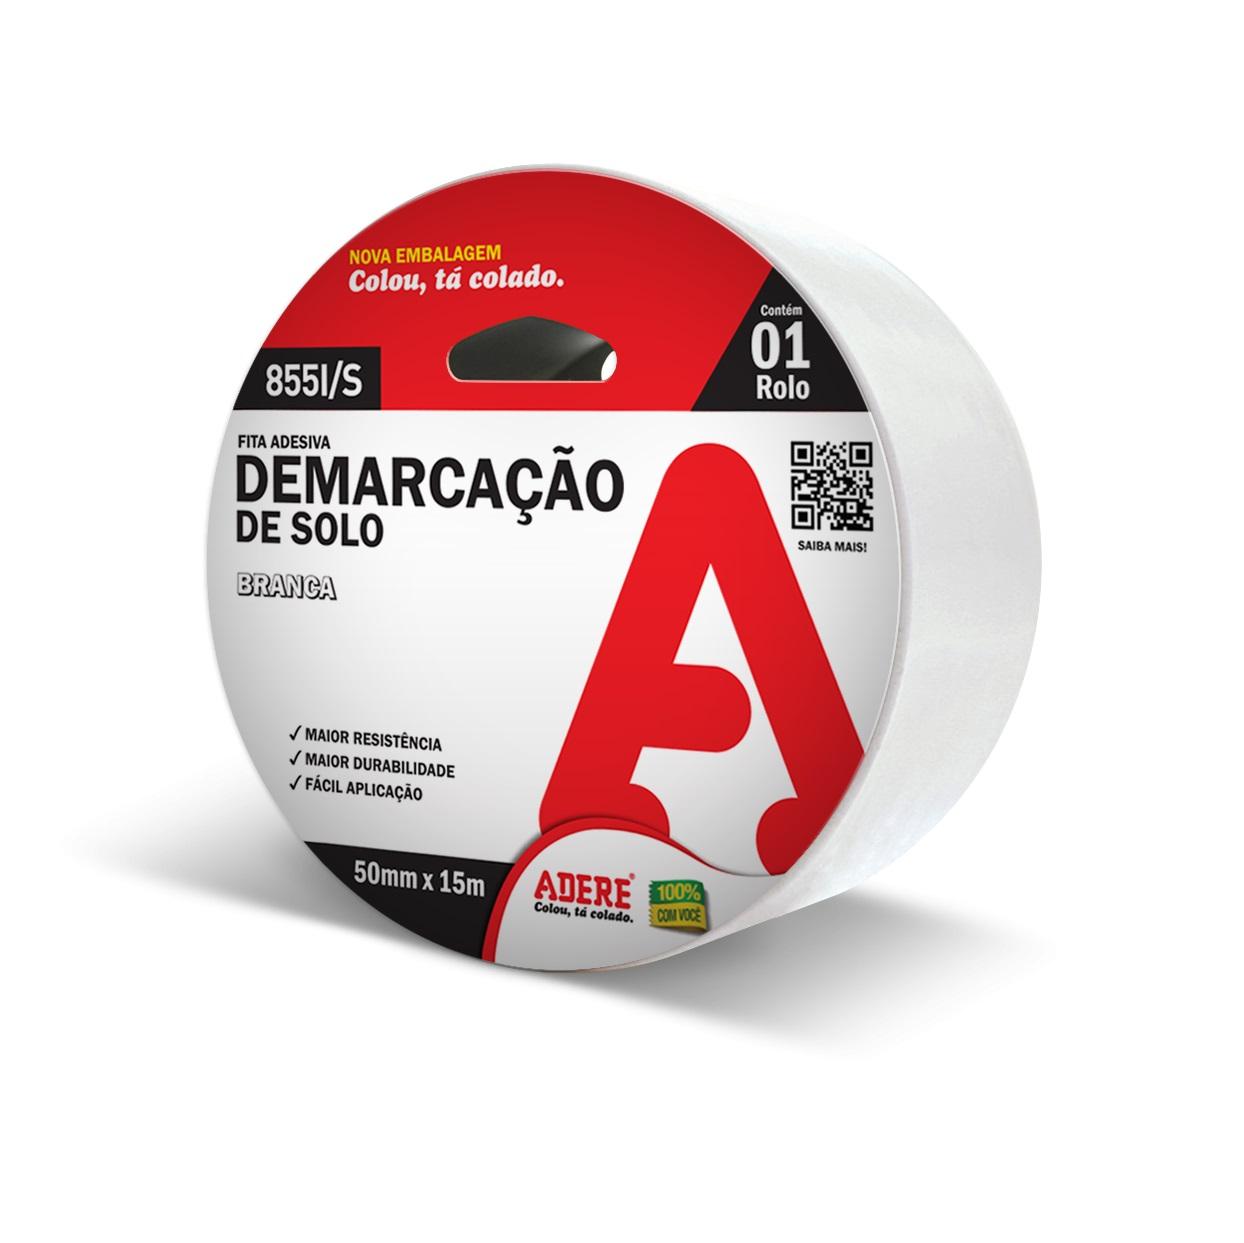 NOVA EMBALAGEM
Colou, tá colado.
Contém
01
Rolo
855I/S
FITA ADESIVA
DEMARCAÇÃO
DE SOLO
BRANCA
SAIBA MAIS!
✓ MAIOR RESISTÊNCIA
✓ MAIOR DURABILIDADE
✓ FÁCIL APLICAÇÃO
50mm x 15m
ADERE®
Colou, tá colado.
100%
COM VOCÊ